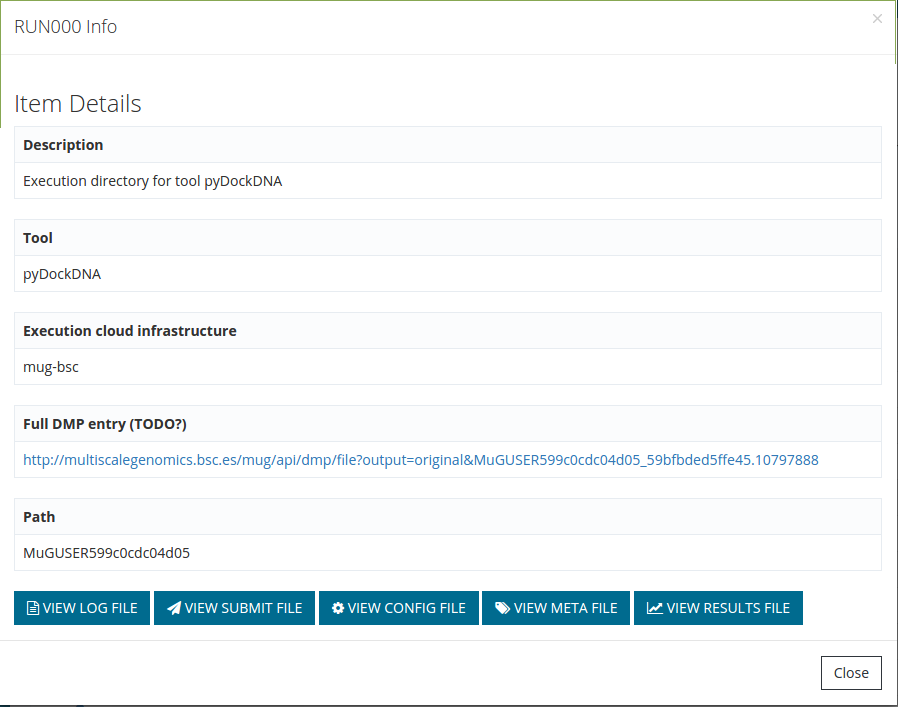 RUN000 Info
×
Item Details
Description
Execution directory for tool pyDockDNA
Tool
pyDockDNA
Execution cloud infrastructure
mug-bsc
Full DMP entry (TODO?)
http://multiscalegenomics.bsc.es/mug/api/dmp/file?output=original&MuGUSER599c0cdc04d05_59bfbded5ffe45.10797888
Path
MuGUSER599c0cdc04d05
VIEW LOG FILE VIEW SUBMIT FILE VIEW CONFIG FILE VIEW META FILE VIEW RESULTS FILE
Close